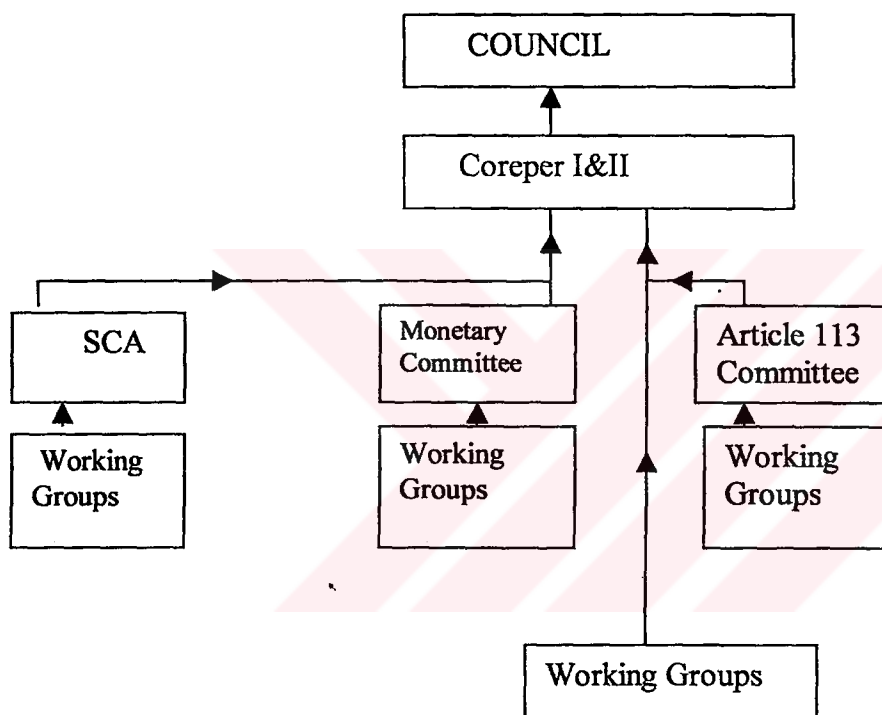 COUNCIL
Coreper I&II
SCA
Monetary
Committee
Article 113
Committee
Working
Groups
Working
Groups
Working
Groups
Working Groups